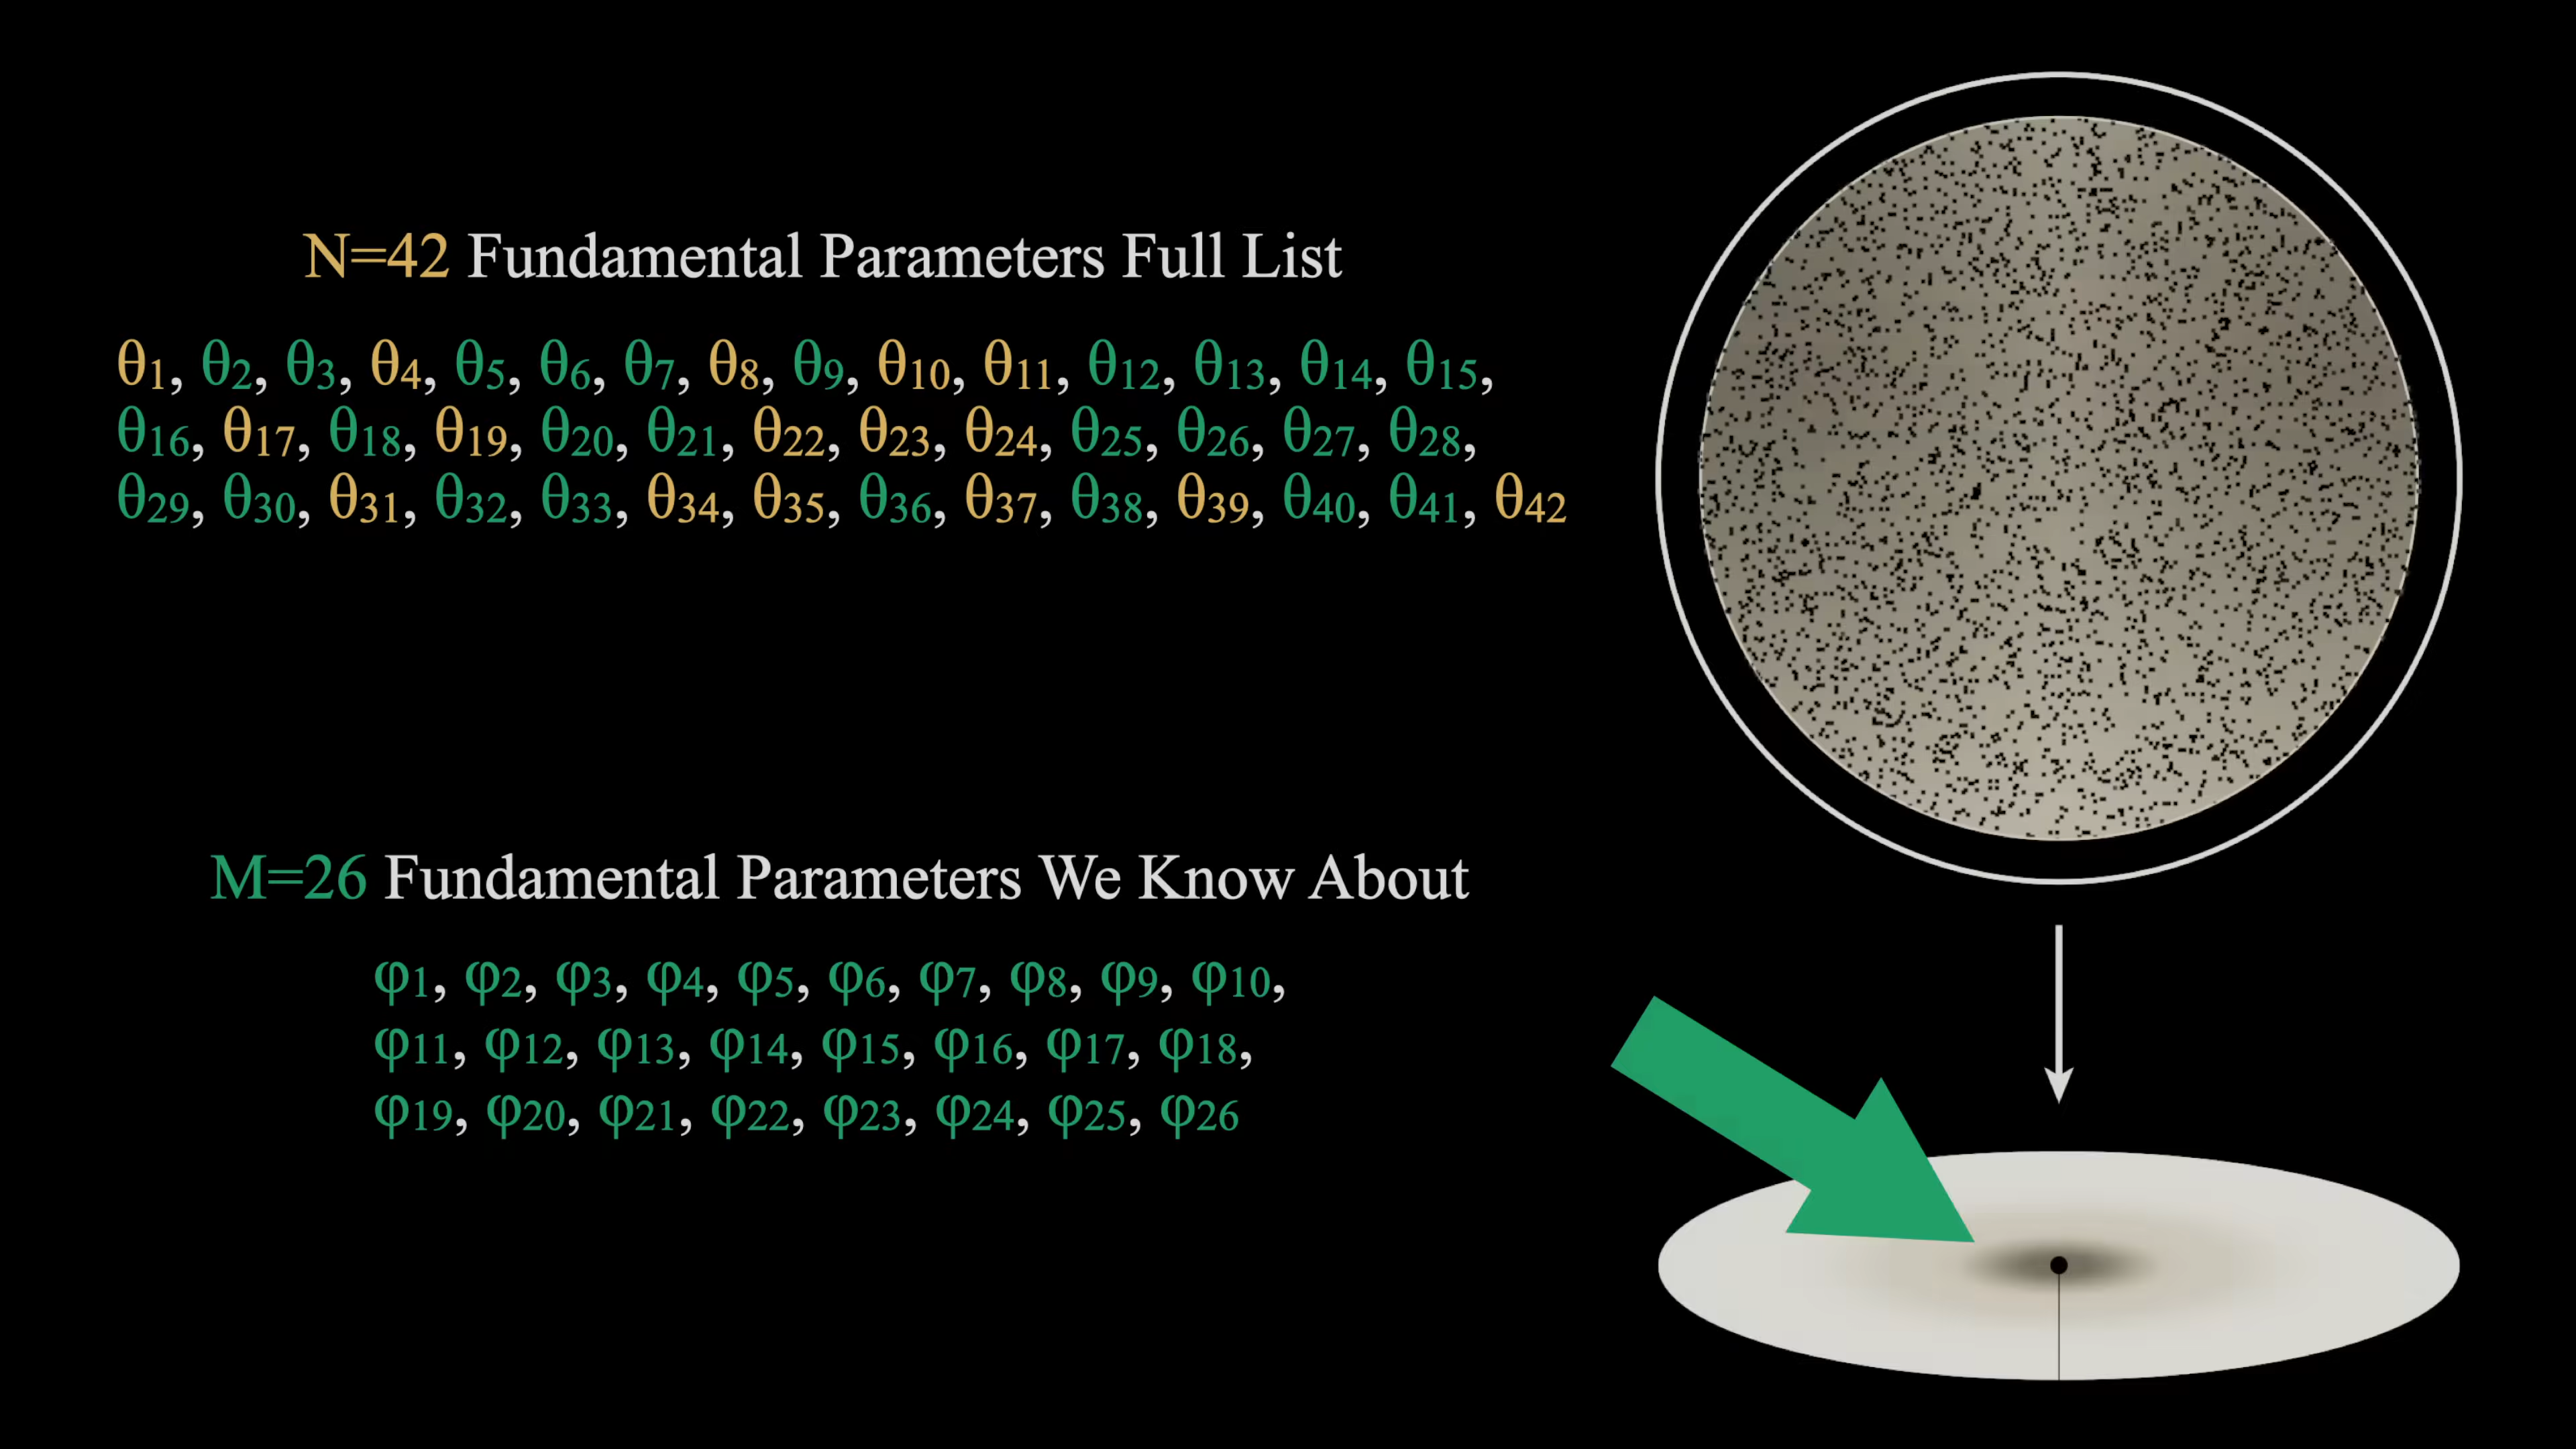 N=42 Fundamental Parameters Full List
θ1, θ2, θ3, θ4, θ5, θ6, θ7, θ8, θ9, θ10, θ11, θ12, θ13, θ14, θ15,
θ16, θ17, θ18, θ19, θ20, θ21, θ22, θ23, θ24, θ25, θ26, θ27, θ28,
θ29, θ30, θ31, θ32, θ33, θ34, θ35, θ36, θ37, θ38, θ39, θ40, θ41, θ42
M=26 Fundamental Parameters We Know About
φ1, φ2, φ3, φ4, φ5, φ6, φ7, φ8, φ9, φ10,
φ11, φ12, φ13, φ14, φ15, φ16, φ17, φ18,
φ19, φ20, φ21, φ22, φ23, φ24, φ25, φ26